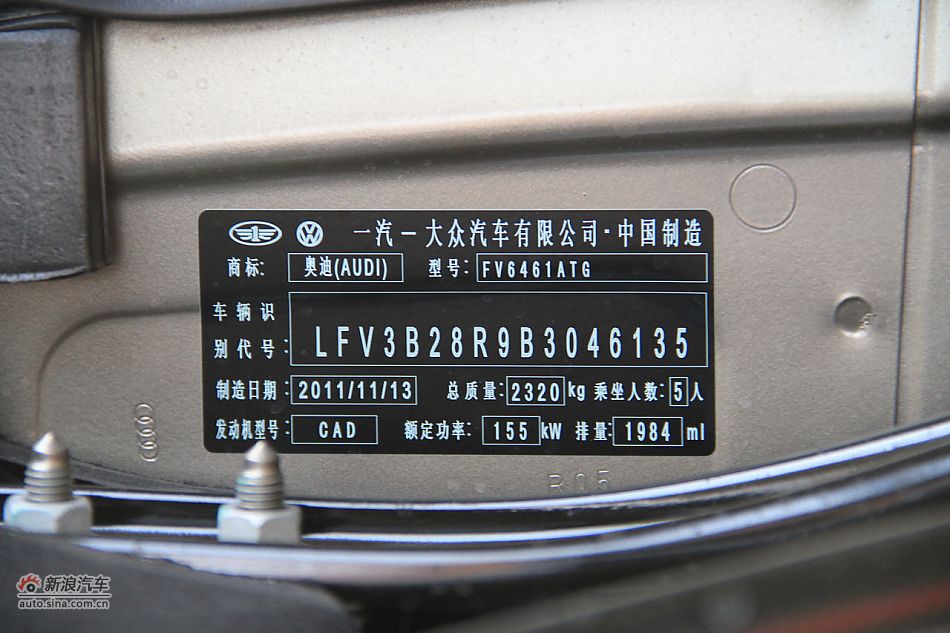 一汽－大众汽车有限公司·中国制造
商标: 奥迪(AUDI) 型号: FV6461ATG
车辆识
别代号: LFV3B28R9B3046135
制造日期: 2011/11/13 总质量: 2320 kg 乘坐人数: 5 人
发动机型号: CAD 额定功率: 155 kW 排量: 1984 ml
R05
新浪汽车
auto.sina.com.cn